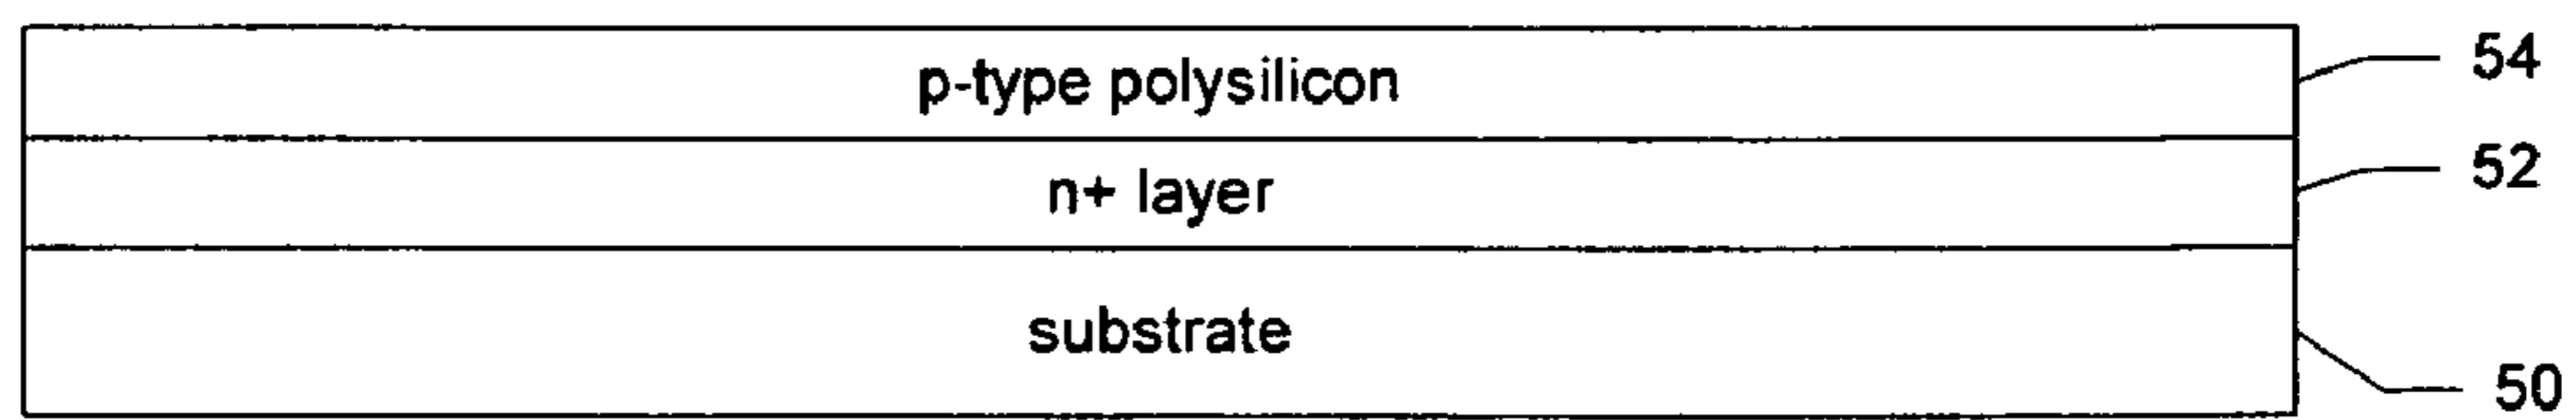 p-type polysilicon 54
n+ layer 52
substrate 50